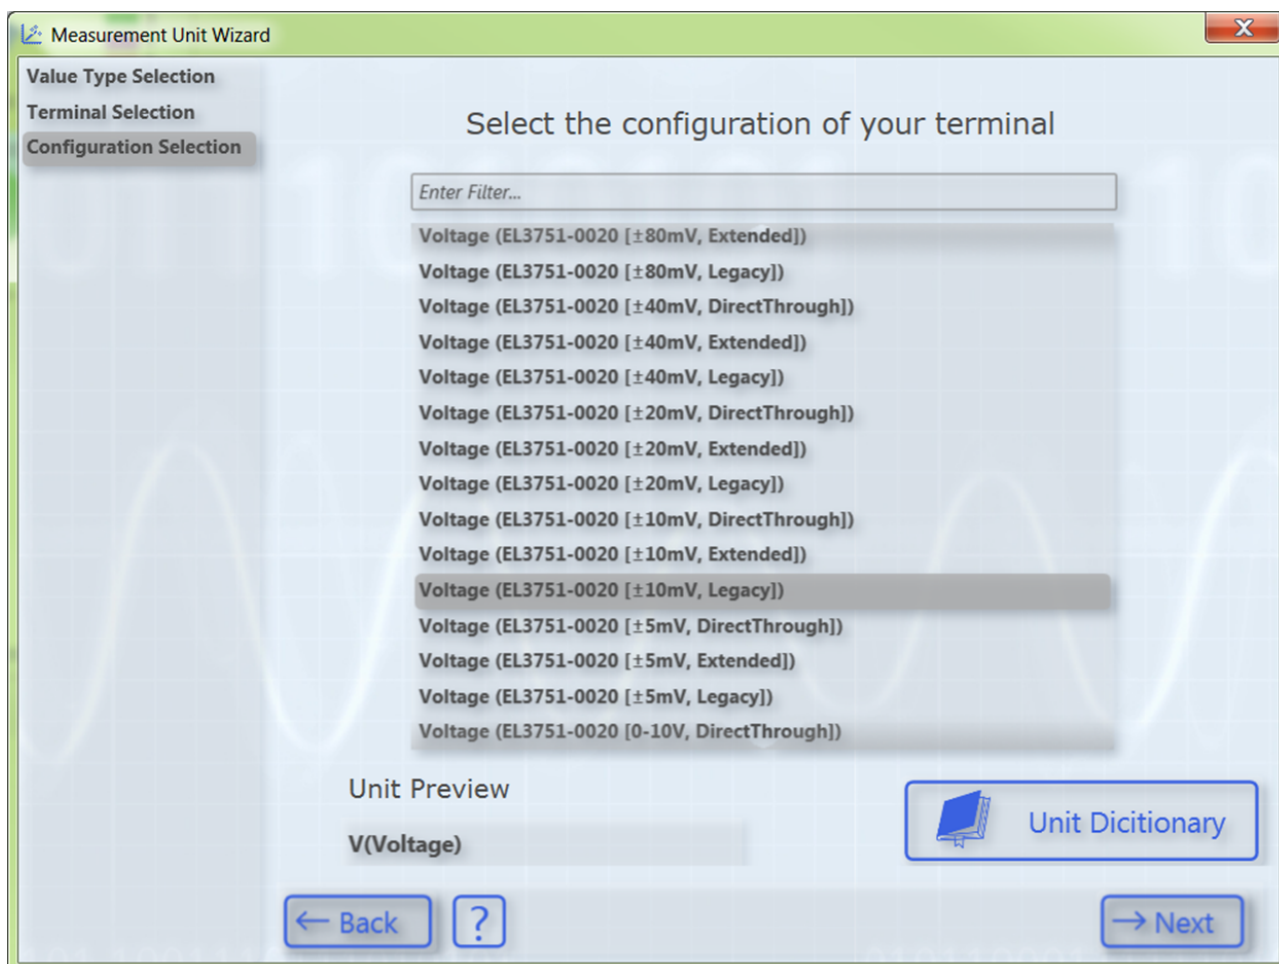 Measurement Unit Wizard
Value Type Selection
Terminal Selection
Configuration Selection
Select the configuration of your terminal
Enter Filter...
Voltage (EL3751-0020 [±80mV, Extended])
Voltage (EL3751-0020 [±80mV, Legacy])
Voltage (EL3751-0020 [±40mV, DirectThrough])
Voltage (EL3751-0020 [±40mV, Extended])
Voltage (EL3751-0020 [±40mV, Legacy])
Voltage (EL3751-0020 [±20mV, DirectThrough])
Voltage (EL3751-0020 [±20mV, Extended])
Voltage (EL3751-0020 [±20mV, Legacy])
Voltage (EL3751-0020 [±10mV, DirectThrough])
Voltage (EL3751-0020 [±10mV, Extended])
Voltage (EL3751-0020 [±10mV, Legacy])
Voltage (EL3751-0020 [±5mV, DirectThrough])
Voltage (EL3751-0020 [±5mV, Extended])
Voltage (EL3751-0020 [±5mV, Legacy])
Voltage (EL3751-0020 [0-10V, DirectThrough])
Unit Preview
V(Voltage)
Unit Dicitionary
← Back
?
→ Next